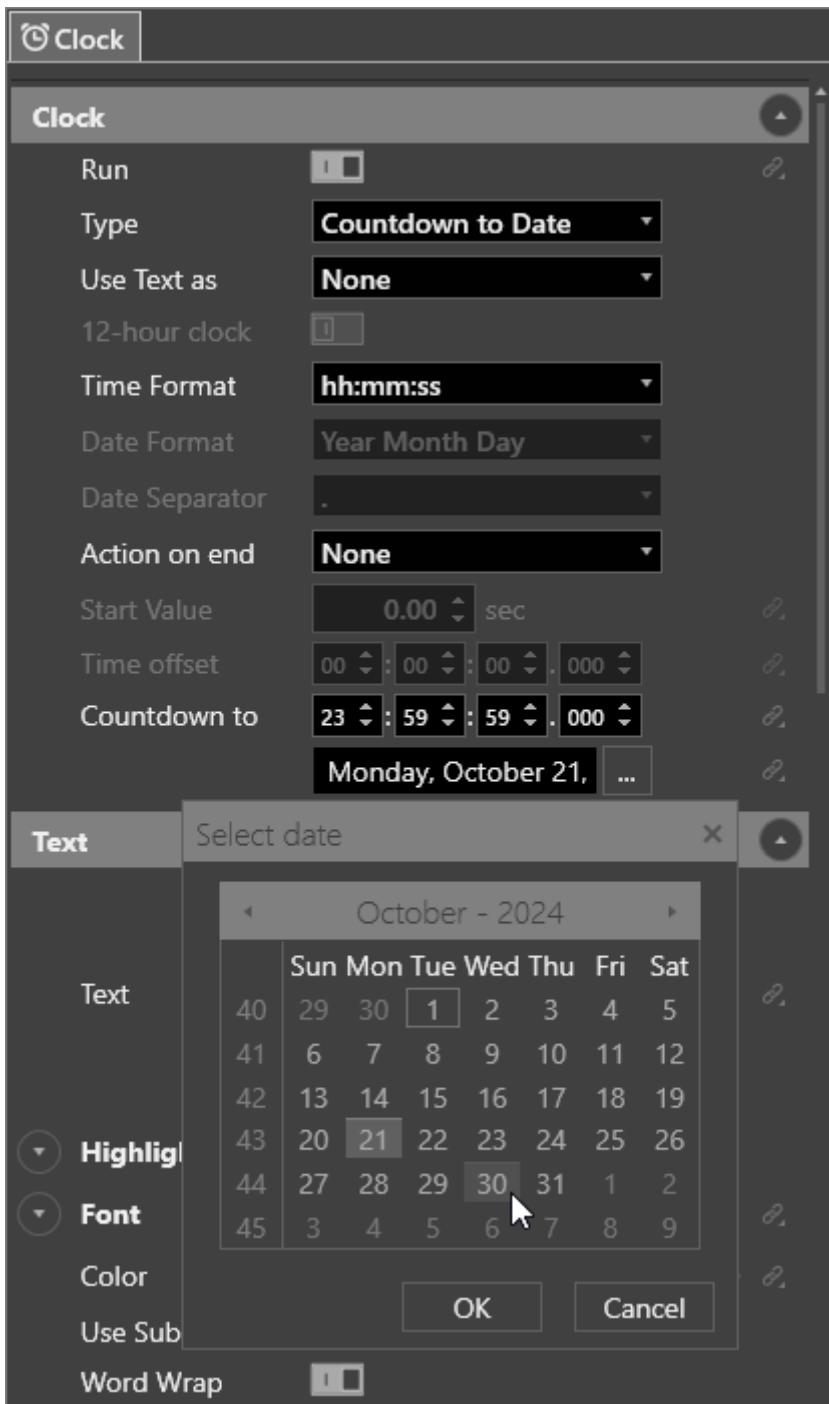 Clock
Clock
Run
Type Countdown to Date
Use Text as None
12-hour clock
Time Format hh:mm:ss
Date Format Year Month Day
Date Separator .
Action on end None
Start Value 0.00 sec
Time offset 00 : 00 : 00 . 000
Countdown to 23 : 59 : 59 . 000
Monday, October 21, ...
Text
Select date
October - 2024
Sun Mon Tue Wed Thu Fri Sat
Text
40 29 30 1 2 3 4 5
41 6 7 8 9 10 11 12
42 13 14 15 16 17 18 19
43 20 21 22 23 24 25 26
Highligh
44 27 28 29 30 31 1 2
Font
45 3 4 5 6 7 8 9
Color
OK Cancel
Use Sub
Word Wrap